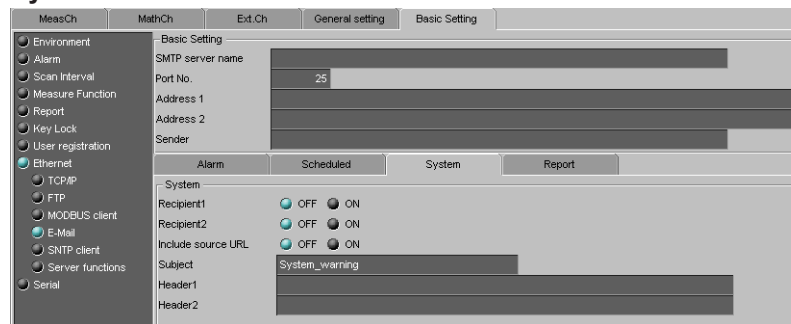 MeasCh MathCh Ext.Ch General setting Basic Setting
Environment
Alarm
Scan Interval
Measure Function
Report
Key Lock
User registration
Ethernet
TCP/IP
FTP
MODBUS client
E-Mail
SNTP client
Server functions
Serial
Basic Setting
SMTP server name
Port No. 25
Address 1
Address 2
Sender
Alarm Scheduled System Report
System
Recipient1 OFF ON
Recipient2 OFF ON
Include source URL OFF ON
Subject System_warning
Header1
Header2